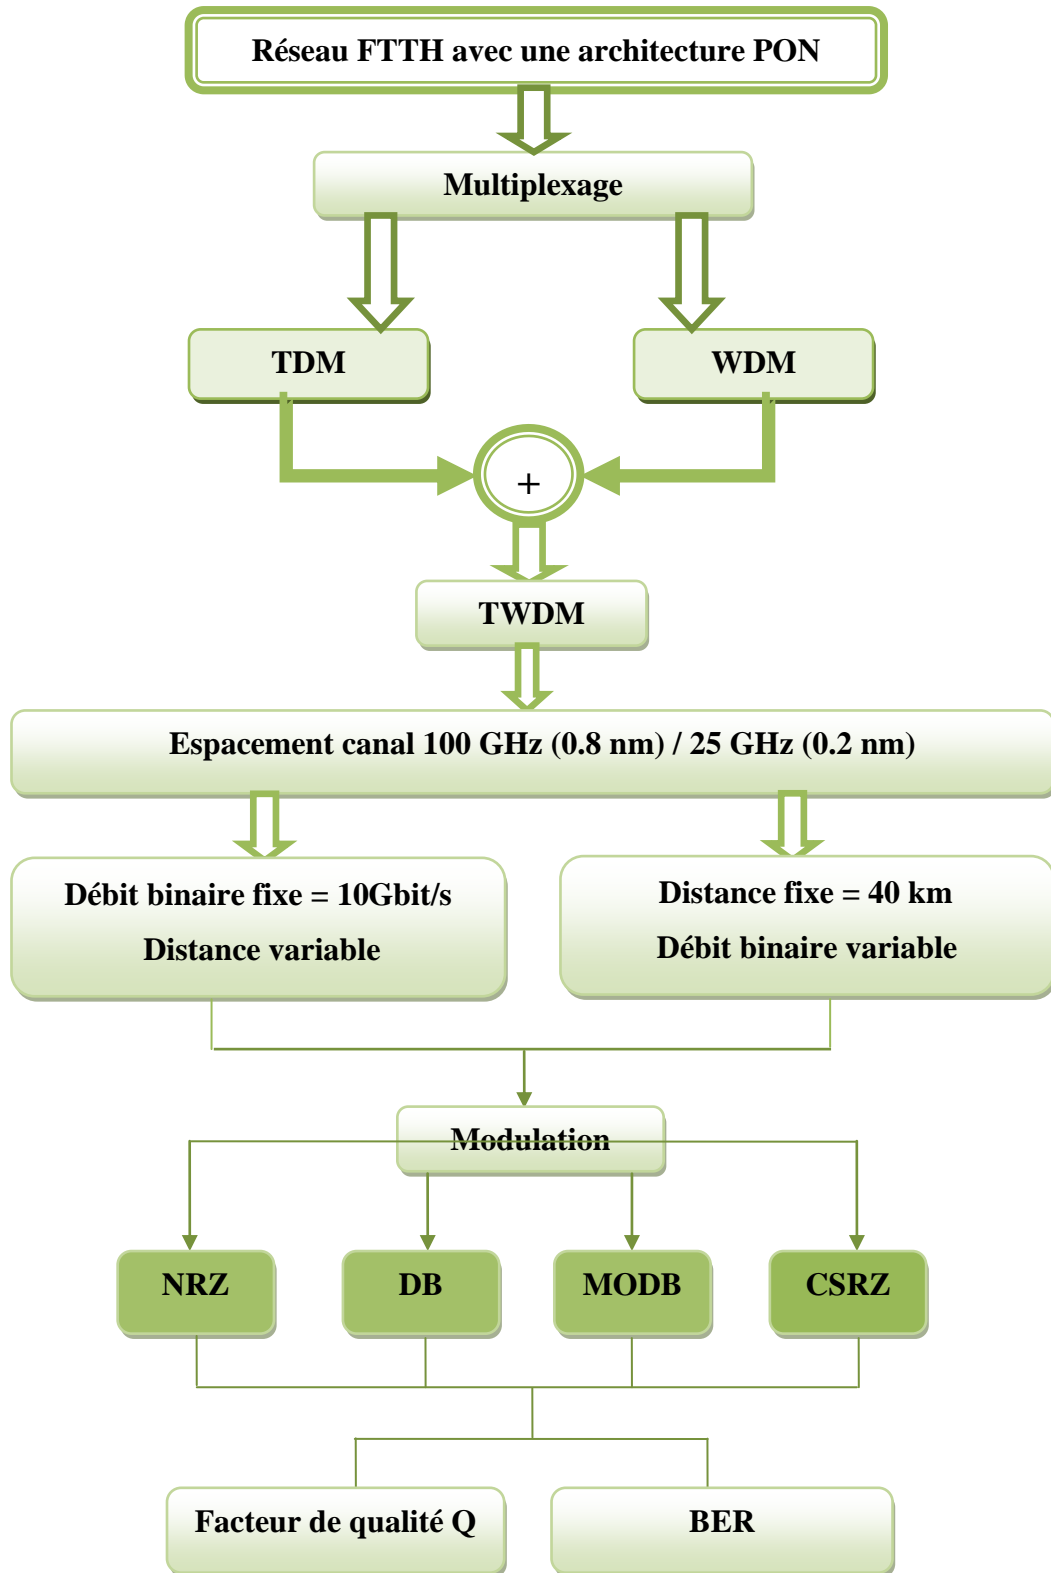 Réseau FTTH avec une architecture PON
Multiplexage
TDM
WDM
+
TWDM
Espacement canal 100 GHz (0.8 nm) / 25 GHz (0.2 nm)
Débit binaire fixe = 10Gbit/s
Distance variable
Distance fixe = 40 km
Débit binaire variable
Modulation
NRZ
DB
MODB
CSRZ
Facteur de qualité Q
BER